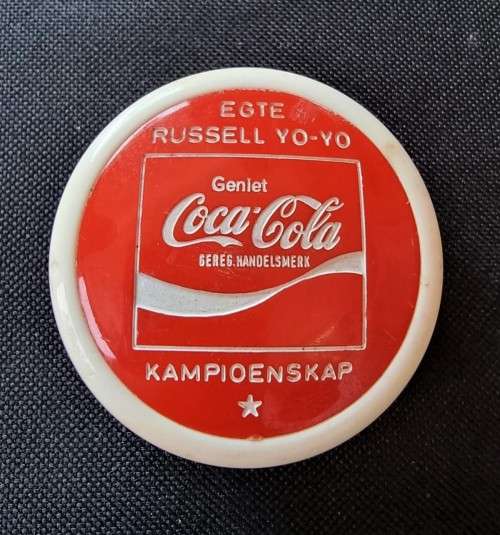 EGTE
RUSSELL YO-YO
Geniet
Coca-Cola
GEREG. HANDELSMERK
KAMPIOENSKAP